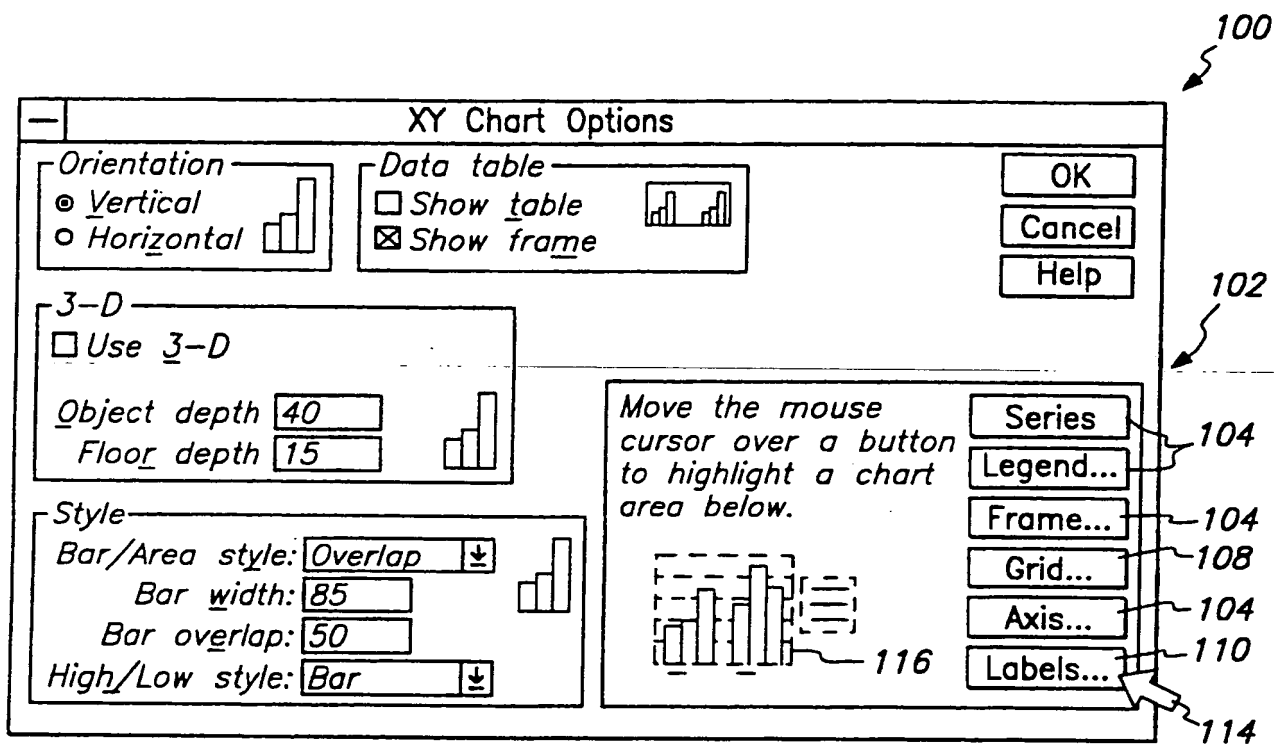 100
XY Chart Options
Orientation
Vertical
Horizontal
Data table
Show table
Show frame
OK
Cancel
Help
102
3-D
Use 3-D
Object depth 40
Floor depth 15
Style
Bar/Area style: Overlap
Bar width: 85
Bar overlap: 50
High/Low style: Bar
Move the mouse
cursor over a button
to highlight a chart
area below.
116
Series
104
Legend...
Frame...
104
Grid...
108
Axis...
104
Labels...
110
114